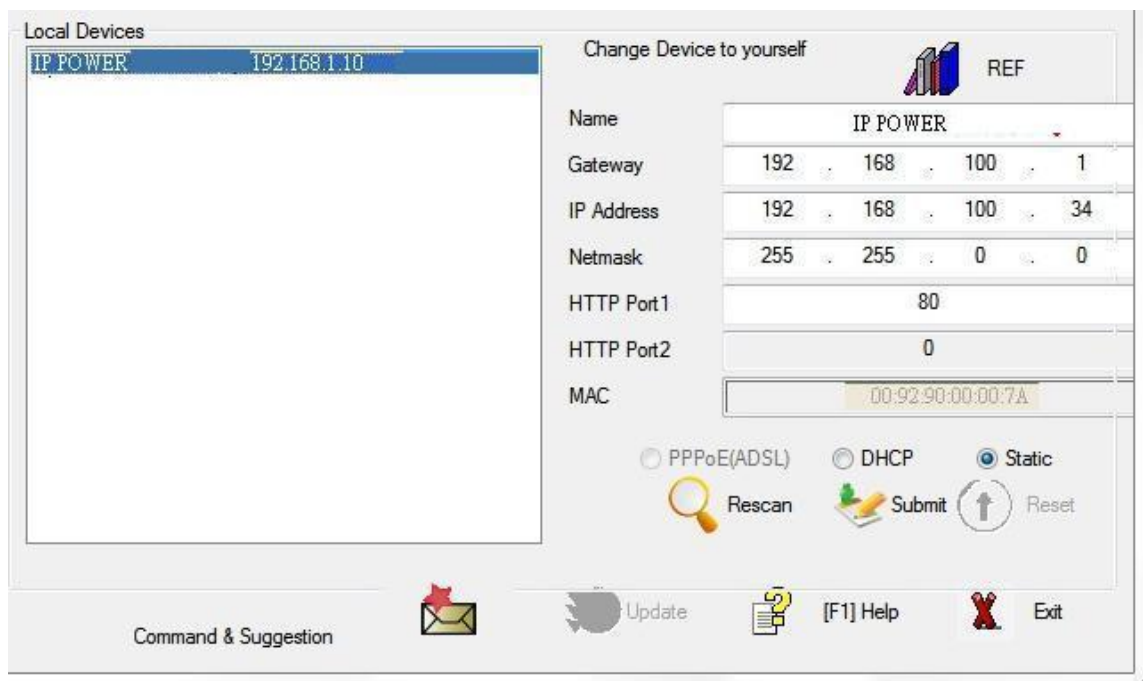 Local Devices
IP POWER 192.168.1.10
Change Device to yourself
REF
Name IP POWER
Gateway 192 . 168 . 100 . 1
IP Address 192 . 168 . 100 . 34
Netmask 255 . 255 . 0 . 0
HTTP Port1 80
HTTP Port2 0
MAC 00:92:90:00:00:7A
PPPoE(ADSL) DHCP Static
Rescan Submit Reset
Command & Suggestion Update [F1] Help Exit